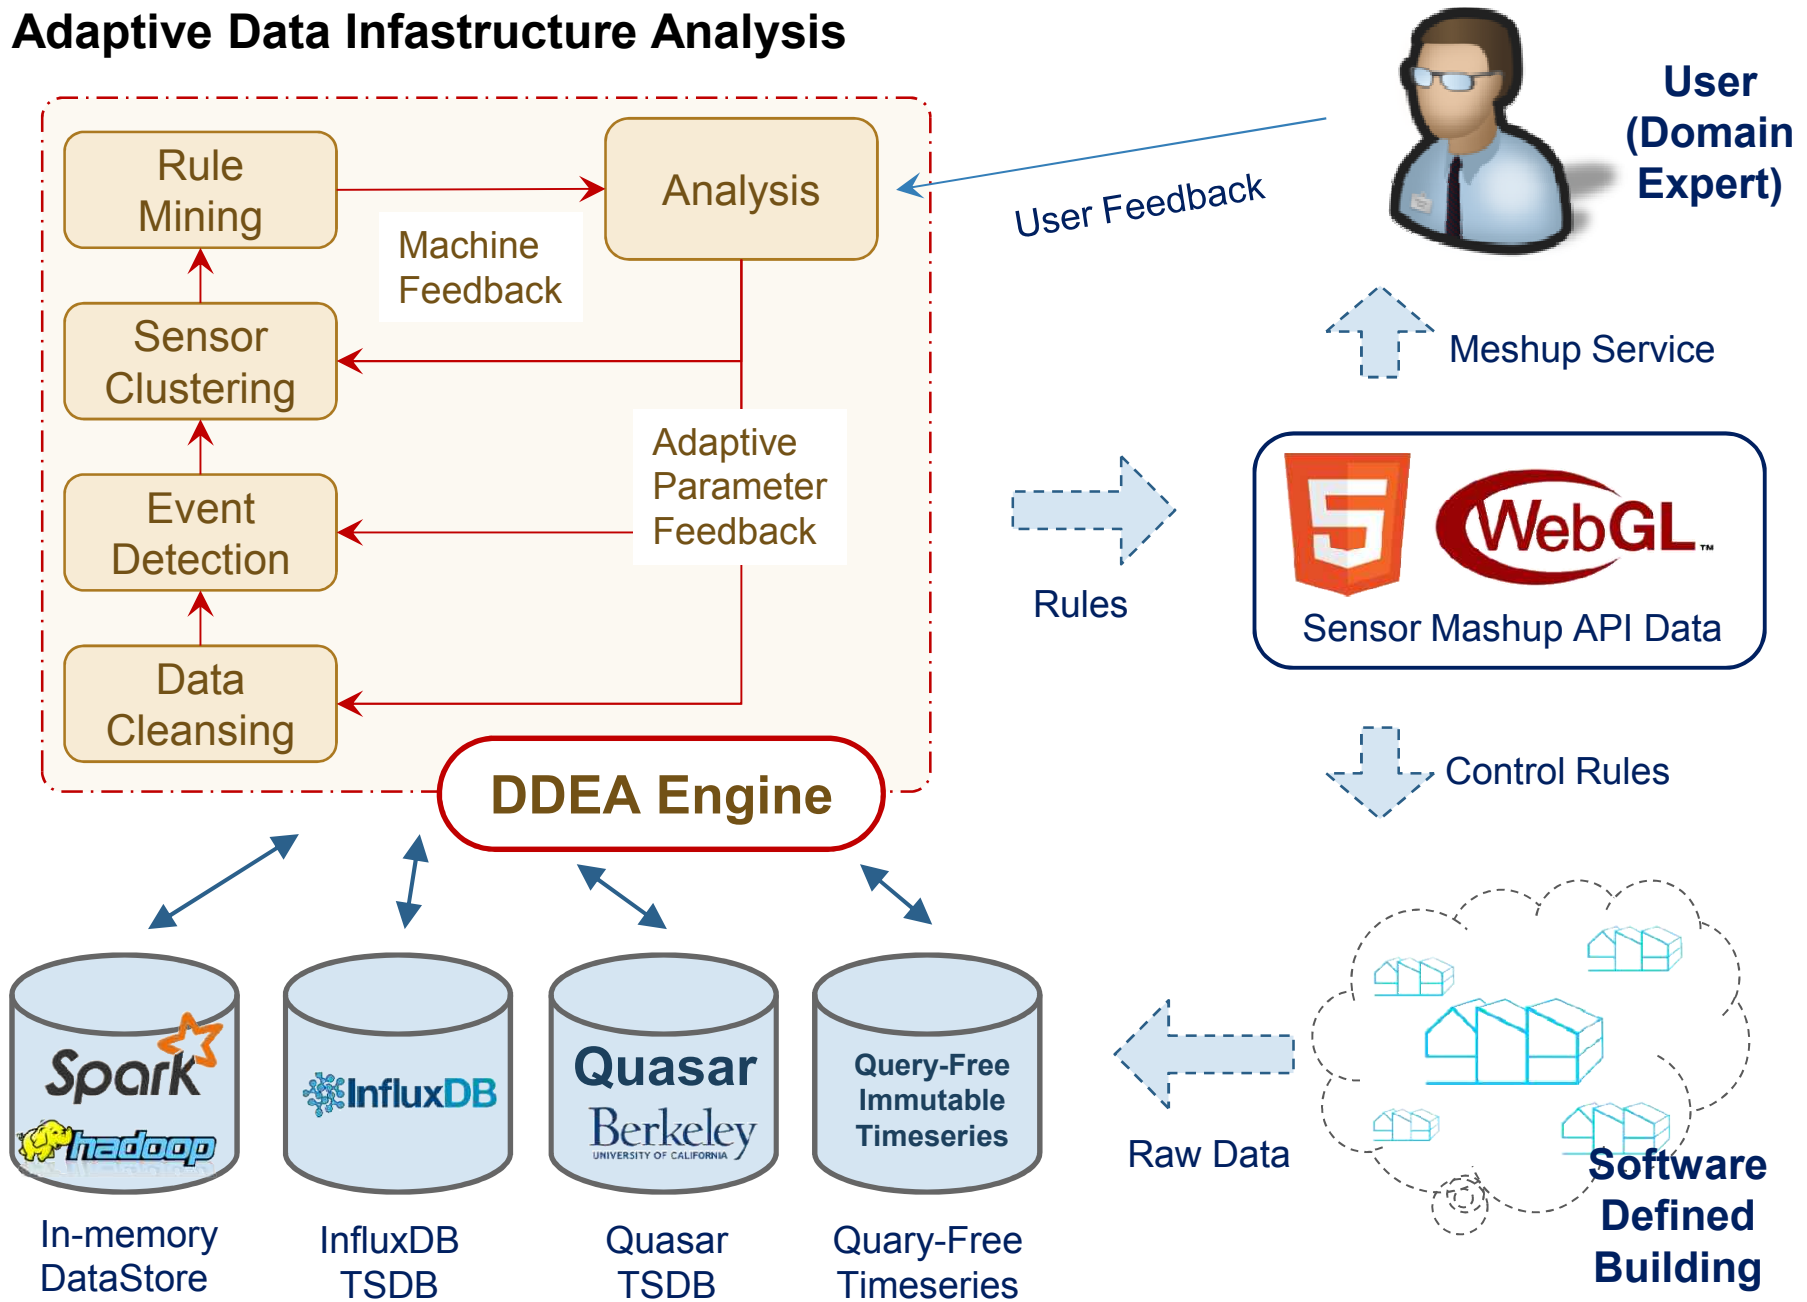 Adaptive Data Infastructure Analysis
Rule
Mining
Analysis
Machine
Feedback
Sensor
Clustering
Adaptive
Parameter
Feedback
Event
Detection
Data
Cleansing
DDEA Engine
User Feedback
User
(Domain
Expert)
Meshup Service
Rules
5
WebGL™
Sensor Mashup API Data
Control Rules
Spark
hadoop
InfluxDB
Quasar
Berkeley
UNIVERSITY OF CALIFORNIA
Query-Free
Immutable
Timeseries
Raw Data
Software
Defined
Building
In-memory
DataStore
InfluxDB
TSDB
Quasar
TSDB
Quary-Free
Timeseries